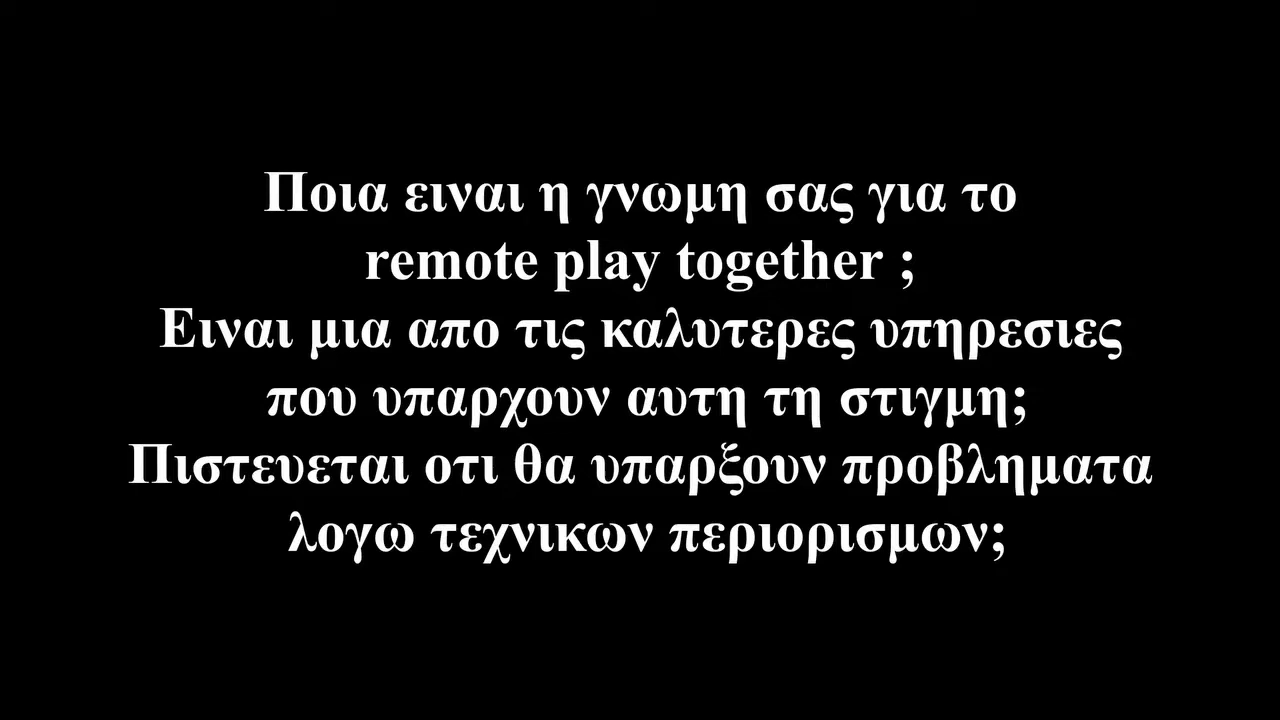 Ποια ειναι η γνωμη σας για το
remote play together ;
Ειναι μια απο τις καλυτερες υπηρεσιες
που υπαρχουν αυτη τη στιγμη;
Πιστευεται οτι θα υπαρξουν προβληματα
λογω τεχνικων περιορισμων;